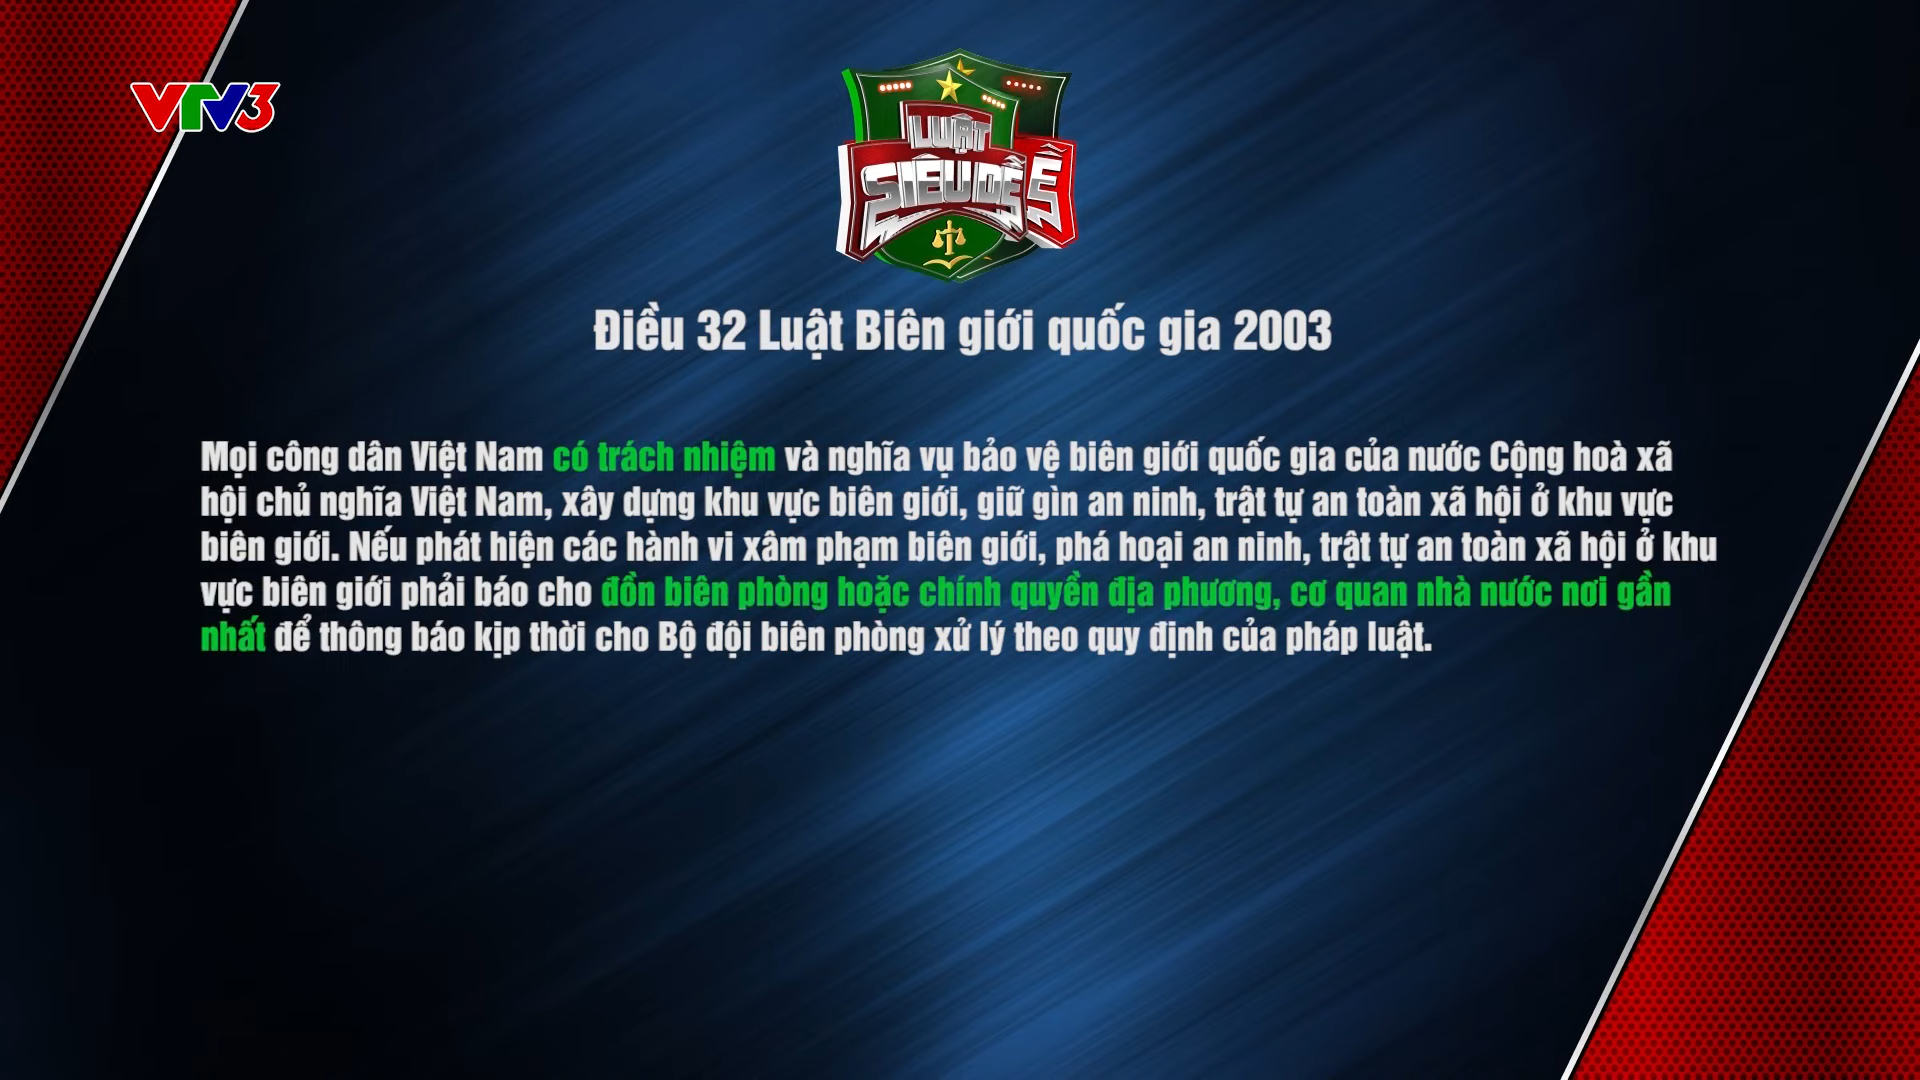 VTV3
LUẬT
SIÊU DỄ
Điều 32 Luật Biên giới quốc gia 2003
Mọi công dân Việt Nam có trách nhiệm và nghĩa vụ bảo vệ biên giới quốc gia của nước Cộng hoà xã
hội chủ nghĩa Việt Nam, xây dựng khu vực biên giới, giữ gìn an ninh, trật tự an toàn xã hội ở khu vực
biên giới. Nếu phát hiện các hành vi xâm phạm biên giới, phá hoại an ninh, trật tự an toàn xã hội ở khu
vực biên giới phải báo cho đồn biên phòng hoặc chính quyền địa phương, cơ quan nhà nước nơi gần
nhất để thông báo kịp thời cho Bộ đội biên phòng xử lý theo quy định của pháp luật.